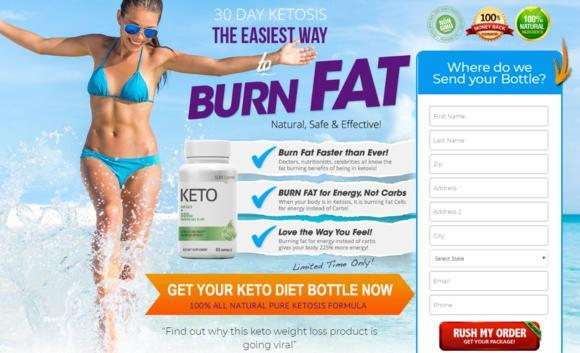 30 DAY KETOSIS
THE EASIEST WAY
to
BURN FAT
Natural, Safe & Effective!
Burn Fat Faster than Ever!
Doctors, nutritionists, celebrities all know the
fat burning benefits of being in ketosis!
BURN FAT for Energy, Not Carbs
When your body is in Ketosis, It is burning Fat Cells
for energy instead of Carbs!
Love the Way You Feel!
Burning fat for energy instead of carbs
gives your body 225% more energy!
KETO
Limited Time Only!
GET YOUR KETO DIET BOTTLE NOW
100% ALL NATURAL PURE KETOSIS FORMULA
"Find out why this keto weight loss product is
going viral"
NON
GMO
100%
MONEY BACK
100%
NATURAL
INGREDIENTS
Where do we
Send your Bottle?
First Name
Last Name
Zip
Address
Address 2
City
Select State
Email
Phone
RUSH MY ORDER
GET YOUR PACKAGE!